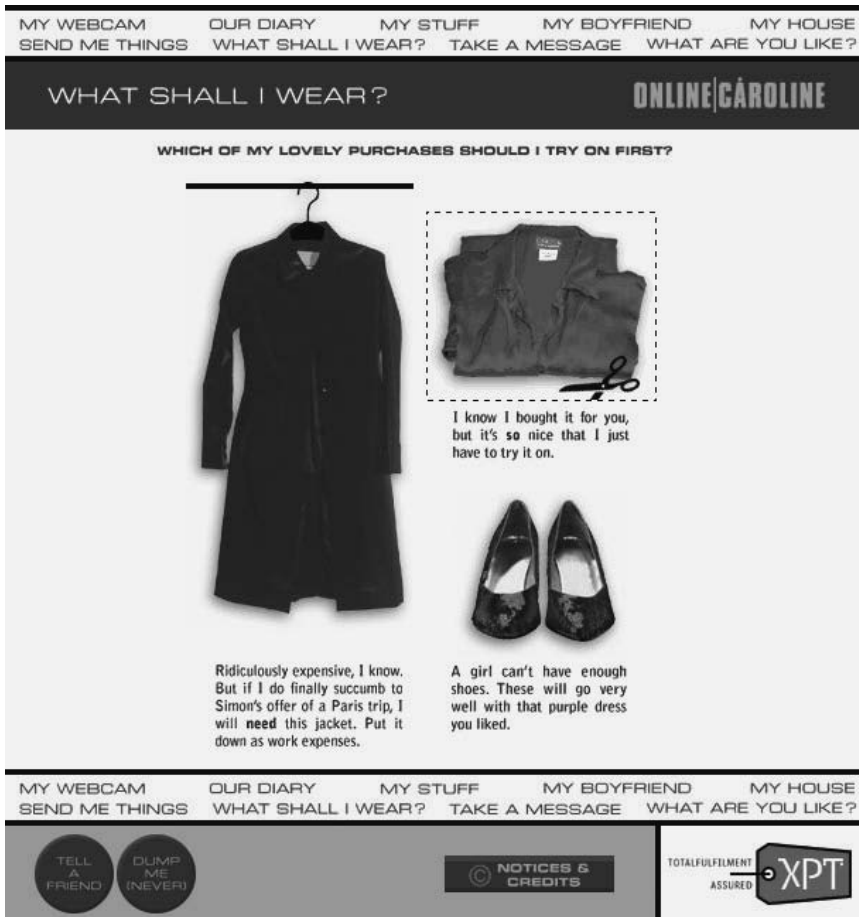 MY WEBCAM OUR DIARY MY STUFF MY BOYFRIEND MY HOUSE
SEND ME THINGS WHAT SHALL I WEAR? TAKE A MESSAGE WHAT ARE YOU LIKE?
WHAT SHALL I WEAR? ONLINE|CÁROLINE
WHICH OF MY LOVELY PURCHASES SHOULD I TRY ON FIRST?
I know I bought it for you,
but it's so nice that I just
have to try it on.
Ridiculously expensive, I know.
But if I do finally succumb to
Simon's offer of a Paris trip, I
will need this jacket. Put it
down as work expenses.
A girl can't have enough
shoes. These will go very
well with that purple dress
you liked.
MY WEBCAM OUR DIARY MY STUFF MY BOYFRIEND MY HOUSE
SEND ME THINGS WHAT SHALL I WEAR? TAKE A MESSAGE WHAT ARE YOU LIKE?
TELL
A
FRIEND
DUMP
ME
(NEVER)
© NOTICES &
CREDITS
TOTALFULFILMENT
ASSURED
XPT